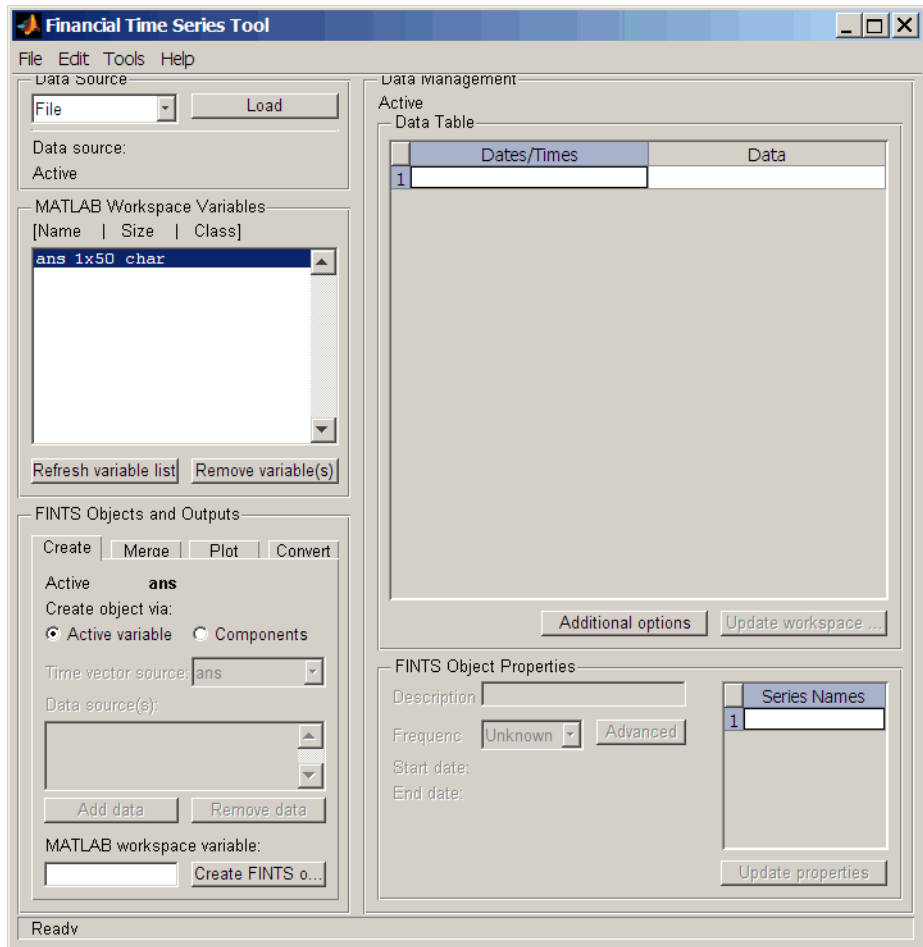 Financial Time Series Tool
File Edit Tools Help
Data Source
File
Load
Data source:
Active
MATLAB Workspace Variables
[Name | Size | Class]
ans 1x50 char
Refresh variable list
Remove variable(s)
FINTS Objects and Outputs
Create Merge Plot Convert
Active ans
Create object via:
Active variable Components
Time vector source: ans
Data source(s):
Add data Remove data
MATLAB workspace variable:
Create FINTS o...
Data Management
Active
Data Table
Dates/Times Data
1
Additional options Update workspace ...
FINTS Object Properties
Description
Frequenc Unknown Advanced
Start date:
End date:
Series Names
1
Update properties
Ready